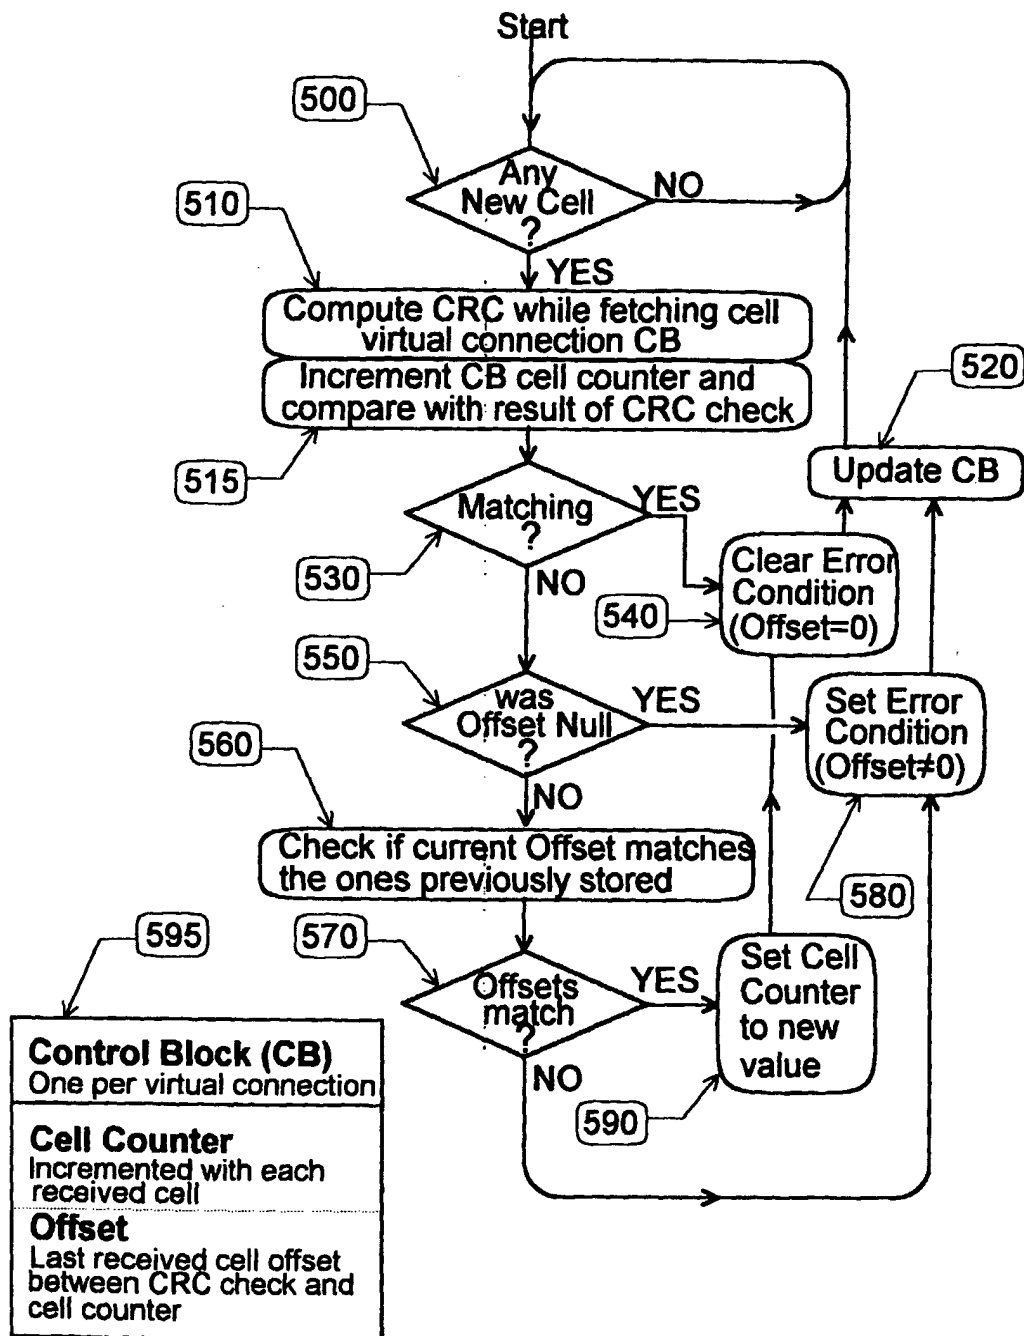 Start
500
Any
New Cell
?
NO
510
YES
Compute CRC while fetching cell
virtual connection CB
Increment CB cell counter and
compare with result of CRC check
520
515
Update CB
Matching
?
YES
530
NO
Clear Error
Condition
(Offset=0)
540
550
was
Offset Null
?
YES
Set Error
Condition
(Offset≠0)
560
NO
Check if current Offset matches
the ones previously stored
580
595
570
Offsets
match
?
YES
Set Cell
Counter
to new
value
NO
590
Control Block (CB)
One per virtual connection
Cell Counter
Incremented with each
received cell
Offset
Last received cell offset
between CRC check and
cell counter